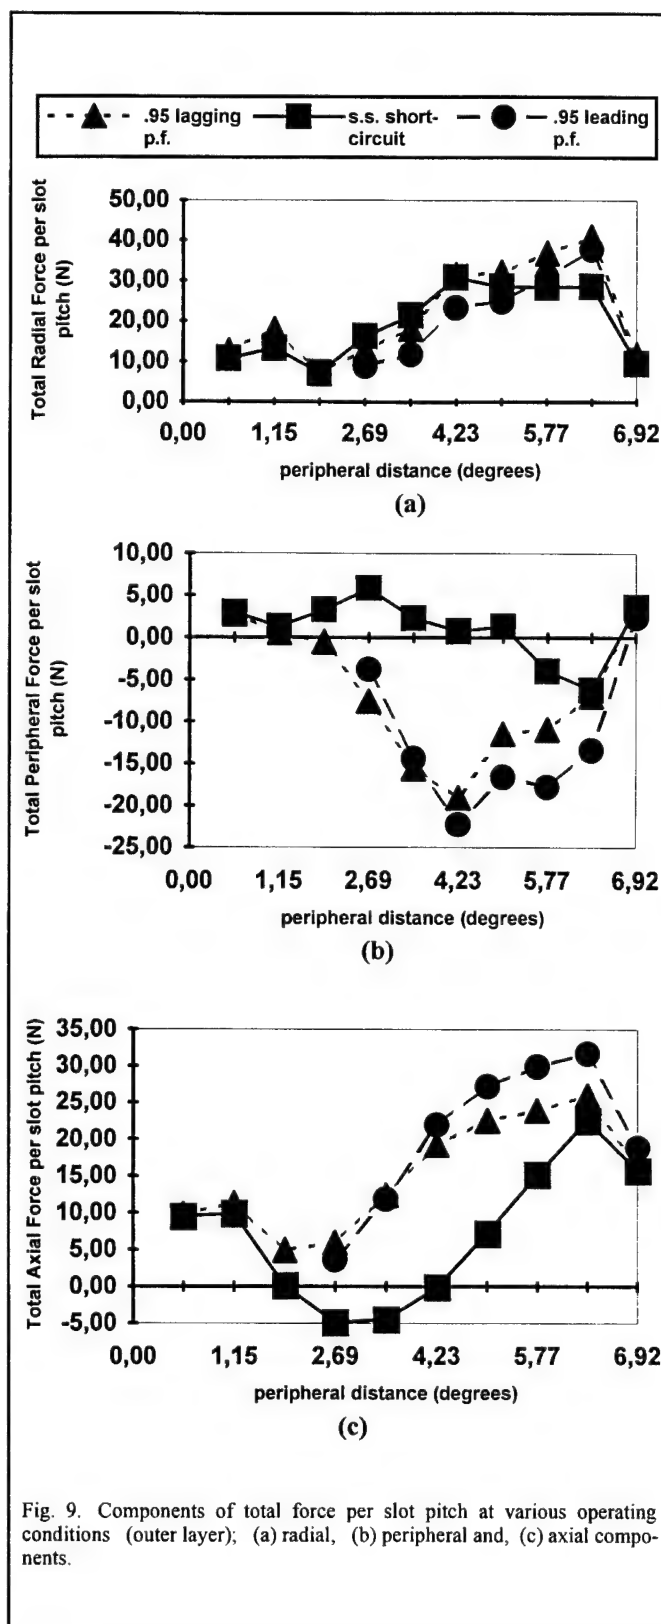 .95 lagging p.f.
s.s. short-circuit
.95 leading p.f.
Total Radial Force per slot pitch (N)
50,00
40,00
30,00
20,00
10,00
0,00
0,00 1,15 2,69 4,23 5,77 6,92
peripheral distance (degrees)
(a)
Total Peripheral Force per slot pitch (N)
10,00
5,00
0,00
-5,00
-10,00
-15,00
-20,00
-25,00
0,00 1,15 2,69 4,23 5,77 6,92
peripheral distance (degrees)
(b)
Total Axial Force per slot pitch (N)
35,00
30,00
25,00
20,00
15,00
10,00
5,00
0,00
-5,00
0,00 1,15 2,69 4,23 5,77 6,92
peripheral distance (degrees)
(c)
Fig. 9. Components of total force per slot pitch at various operating
conditions (outer layer); (a) radial, (b) peripheral and, (c) axial compo-
nents.